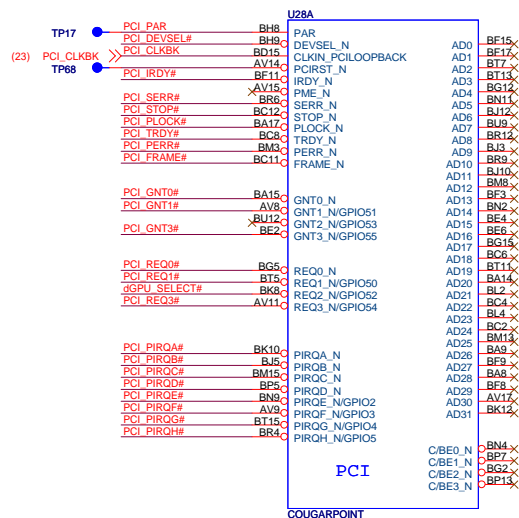 U28A
TP17 PCI_PAR BH8 PAR
PCI_DEVSEL# BH9 DEVSEL_N
(23) PCI_CLKBK PCI_CLKBK BD15 CLKIN_PCILOOPBACK
TP68 AV14 PCIRST_N
PCI_IRDY# BF11 IRDY_N
AV15 PME_N
PCI_SERR# BR6 SERR_N
PCI_STOP# BC12 STOP_N
PCI_PLOCK# BA17 PLOCK_N
PCI_TRDY# BC8 TRDY_N
PCI_PERR# BM3 PERR_N
PCI_FRAME# BC11 FRAME_N
PCI_GNT0# BA15 GNT0_N
PCI_GNT1# AV8 GNT1_N/GPIO51
BU12 GNT2_N/GPIO53
PCI_GNT3# BE2 GNT3_N/GPIO55
PCI_REQ0# BG5 REQ0_N
PCI_REQ1# BT5 REQ1_N/GPIO50
dGPU_SELECT# BK8 REQ2_N/GPIO52
PCI_REQ3# AV11 REQ3_N/GPIO54
PCI_PIRQA# BK10 PIRQA_N
PCI_PIRQB# BJ5 PIRQB_N
PCI_PIRQC# BM15 PIRQC_N
PCI_PIRQD# BP5 PIRQD_N
PCI_PIRQE# BN9 PIRQE_N/GPIO2
PCI_PIRQF# AV9 PIRQF_N/GPIO3
PCI_PIRQG# BT15 PIRQG_N/GPIO4
PCI_PIRQH# BR4 PIRQH_N/GPIO5
AD0 BF15
AD1 BF17
AD2 BT7
AD3 BT13
AD4 BG12
AD5 BN11
AD6 BJ12
AD7 BU9
AD8 BR12
AD9 BJ3
AD10 BR9
AD11 BJ10
AD12 BM8
AD13 BF3
AD14 BN2
AD15 BE4
AD16 BE6
AD17 BG15
AD18 BC6
AD19 BT11
AD20 BA14
AD21 BL2
AD22 BC4
AD23 BL4
AD24 BC2
AD25 BM13
AD26 BA9
AD27 BF9
AD28 BA8
AD29 BF8
AD30 AV17
AD31 BK12
C/BE0_N BN4
C/BE1_N BP7
C/BE2_N BG2
C/BE3_N BP13
PCI
COUGARPOINT